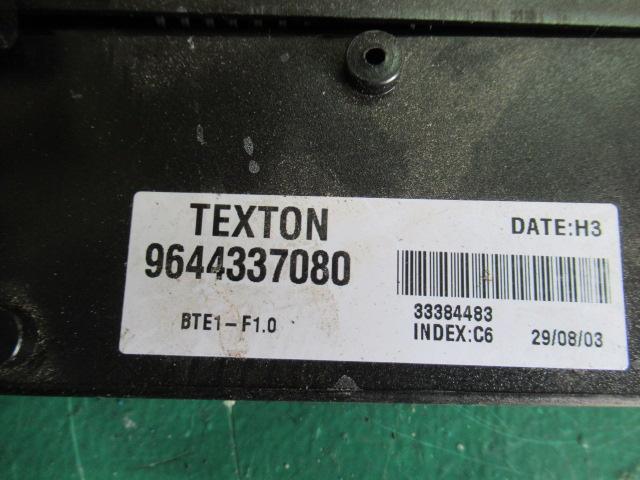 TEXTON
9644337080
BTE1-F1.0
DATE:H3
33384483
INDEX:C6 29/08/03